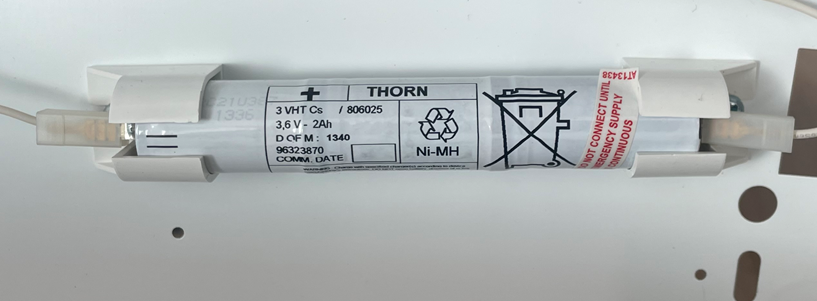 + THORN
3 VHT Cs / 806025
3,6 V - 2Ah
D OF M : 1340
96323870
COMM. DATE
Ni-MH
AT13438
DO NOT CONNECT UNTIL
EMERGENCY SUPPLY
CONTINUOUS